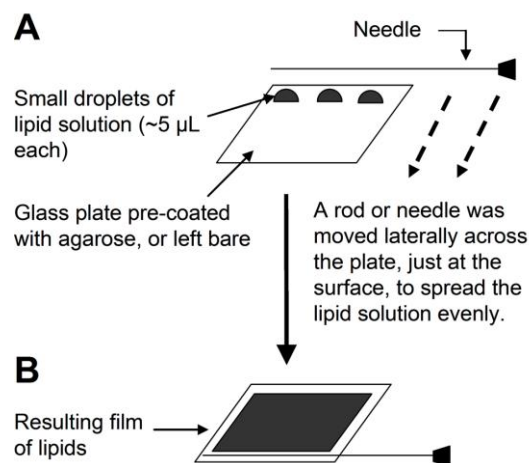 A
Needle
Small droplets of
lipid solution (~5 µL
each)
Glass plate pre-coated
with agarose, or left bare
A rod or needle was
moved laterally across
the plate, just at the
surface, to spread the
lipid solution evenly.
B
Resulting film
of lipids